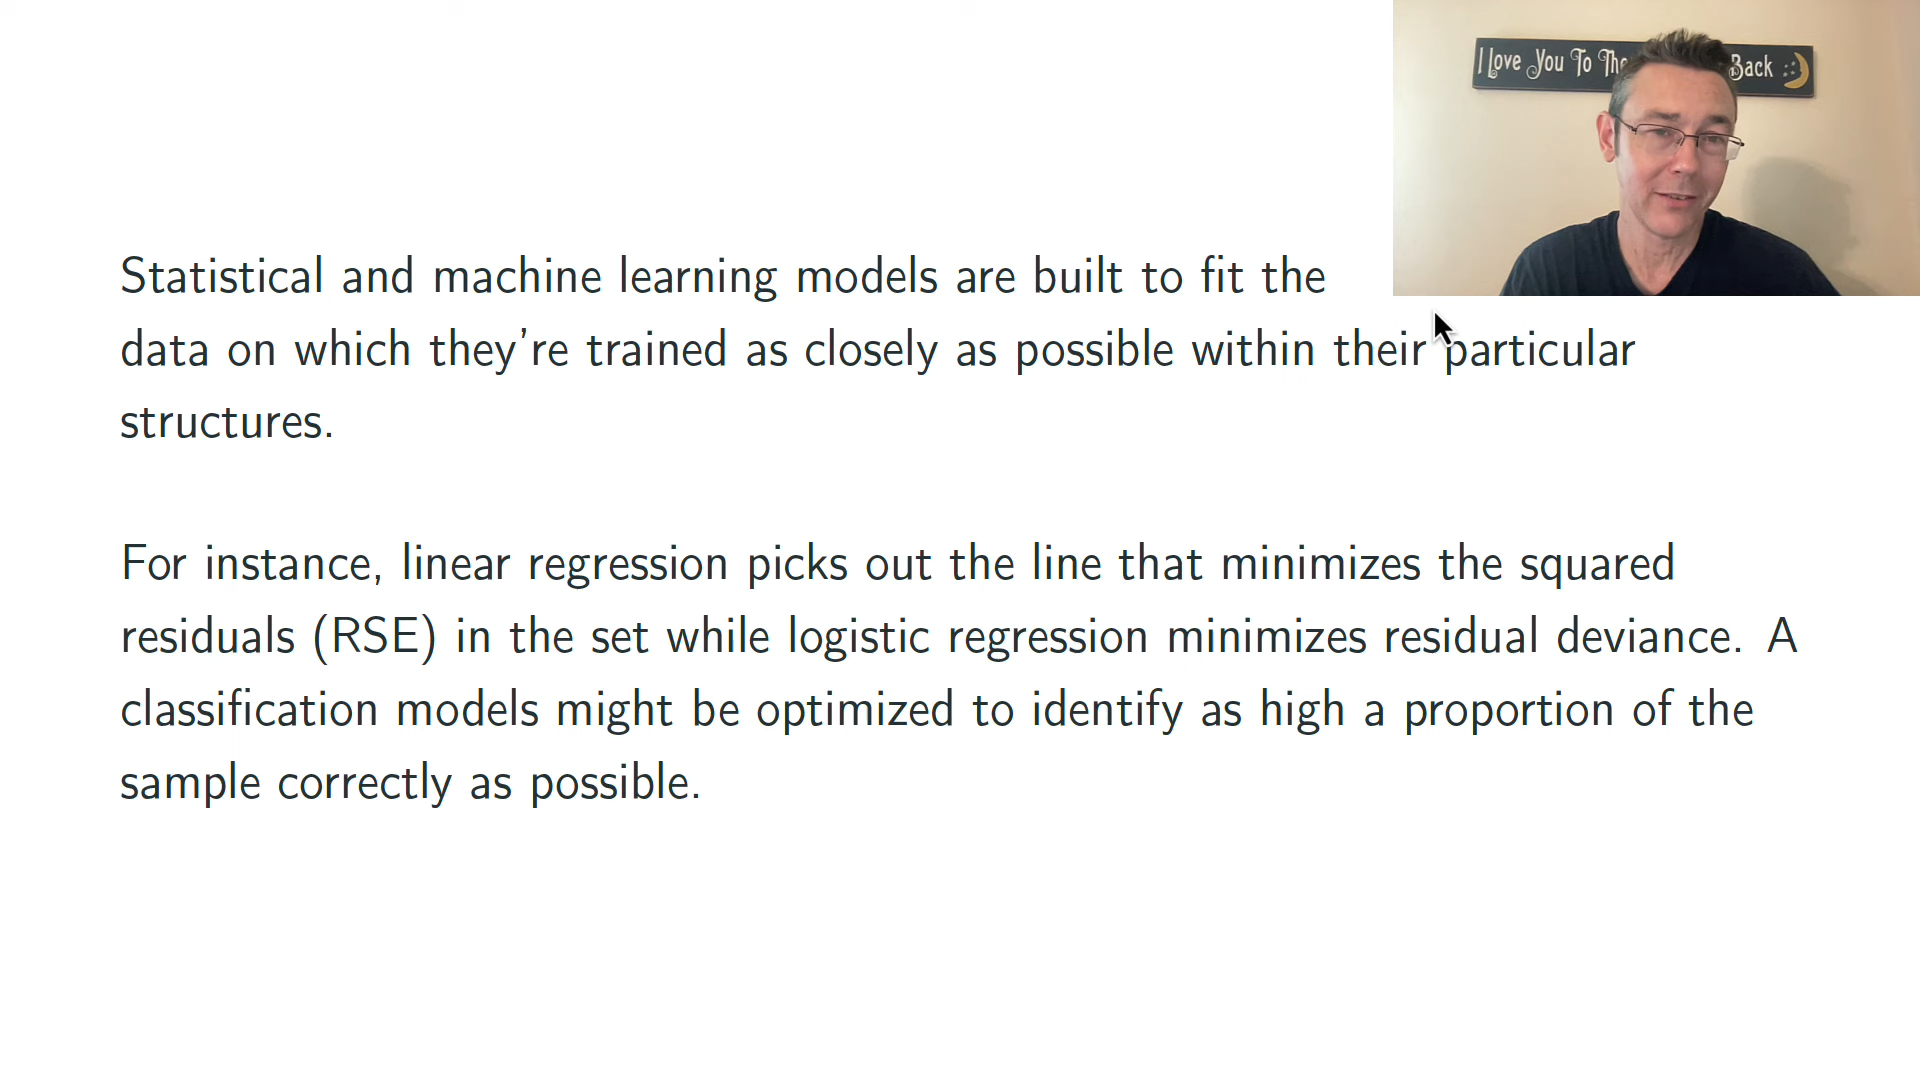 I Love You To The Back
Statistical and machine learning models are built to fit the
data on which they're trained as closely as possible within their particular
structures.
For instance, linear regression picks out the line that minimizes the squared
residuals (RSE) in the set while logistic regression minimizes residual deviance. A
classification models might be optimized to identify as high a proportion of the
sample correctly as possible.